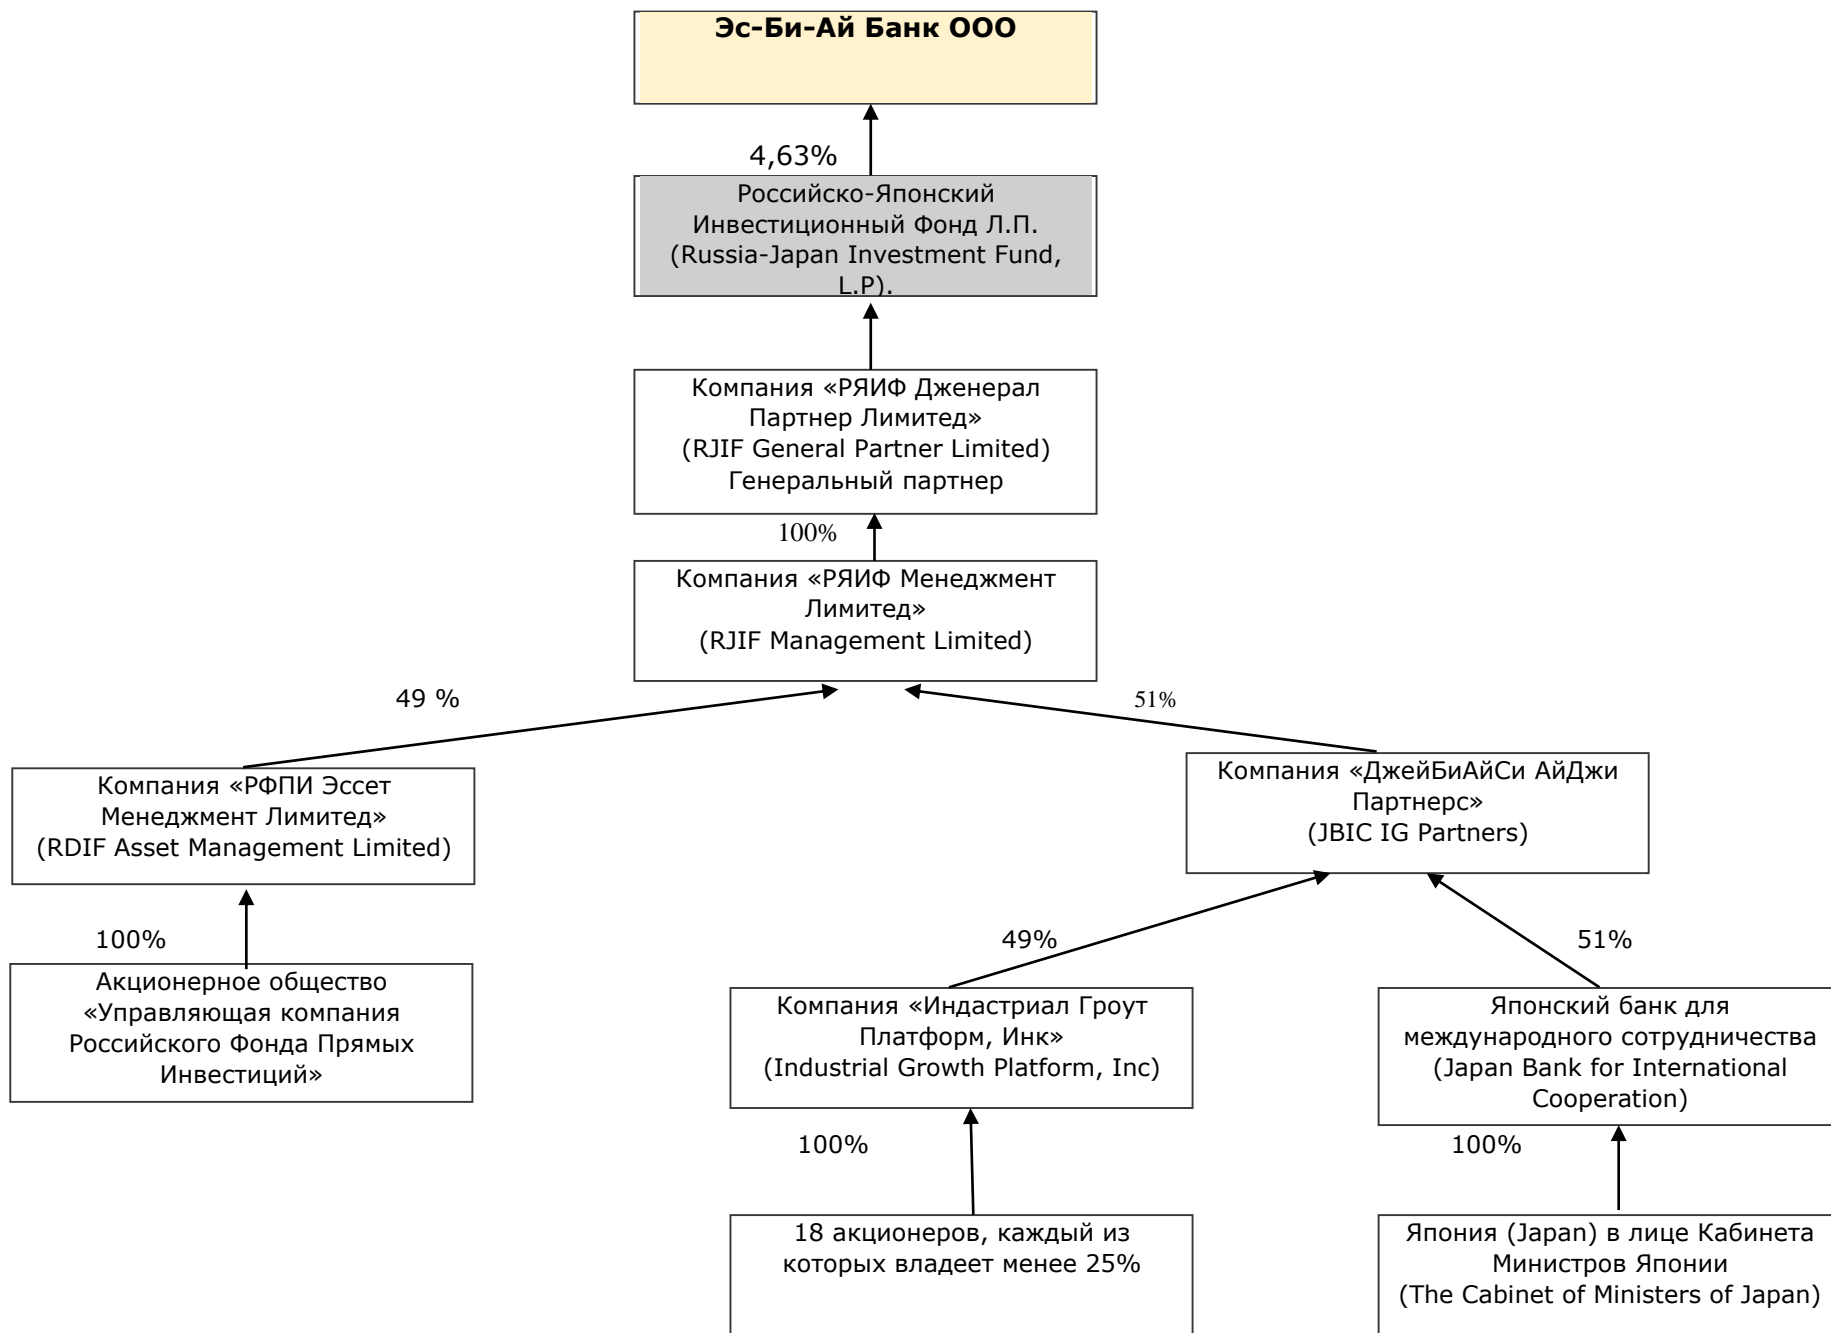 Эс-Би-Ай Банк ООО
4,63%
Российско-Японский
Инвестиционный Фонд Л.П.
(Russia-Japan Investment Fund,
L.P).
Компания «РЯИФ Дженерал
Партнер Лимитед»
(RJIF General Partner Limited)
Генеральный партнер
100%
Компания «РЯИФ Менеджмент
Лимитед»
(RJIF Management Limited)
49 %
51%
Компания «РФПИ Эссет
Менеджмент Лимитед»
(RDIF Asset Management Limited)
Компания «ДжейБиАйСи АйДжи
Партнерс»
(JBIC IG Partners)
100%
49%
51%
Акционерное общество
«Управляющая компания
Российского Фонда Прямых
Инвестиций»
Компания «Индастриал Гроут
Платформ, Инк»
(Industrial Growth Platform, Inc)
Японский банк для
международного сотрудничества
(Japan Bank for International
Cooperation)
100%
100%
18 акционеров, каждый из
которых владеет менее 25%
Япония (Japan) в лице Кабинета
Министров Японии
(The Cabinet of Ministers of Japan)